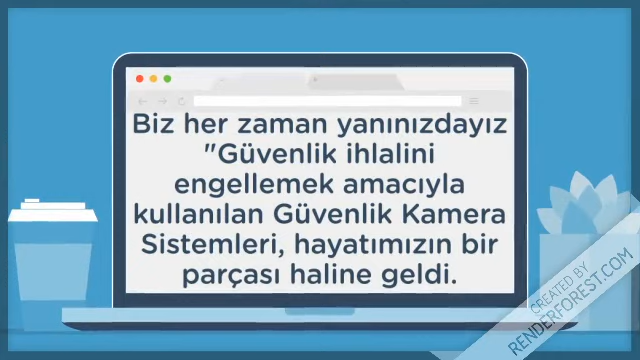 Biz her zaman yanınızdayız
"Güvenlik ihlalini
engellemek amacıyla
kullanılan Güvenlik Kamera
Sistemleri, hayatımızın bir
parçası haline geldi.
CREATED BY
RENDERFOREST.COM